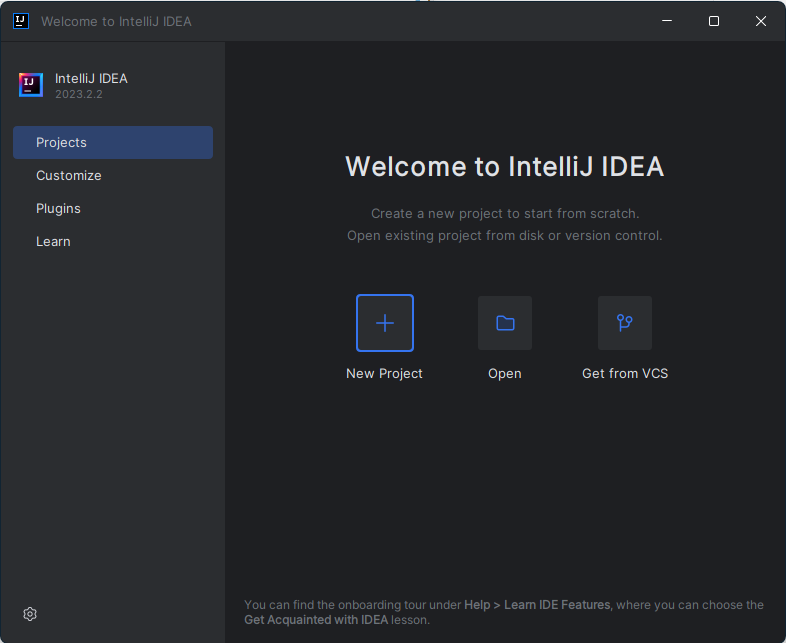 IJ Welcome to IntelliJ IDEA
IJ
IntelliJ IDEA
2023.2.2
Projects
Customize
Plugins
Learn
Welcome to IntelliJ IDEA
Create a new project to start from scratch.
Open existing project from disk or version control.
New Project
Open
Get from VCS
You can find the onboarding tour under Help > Learn IDE Features, where you can choose the
Get Acquainted with IDEA lesson.